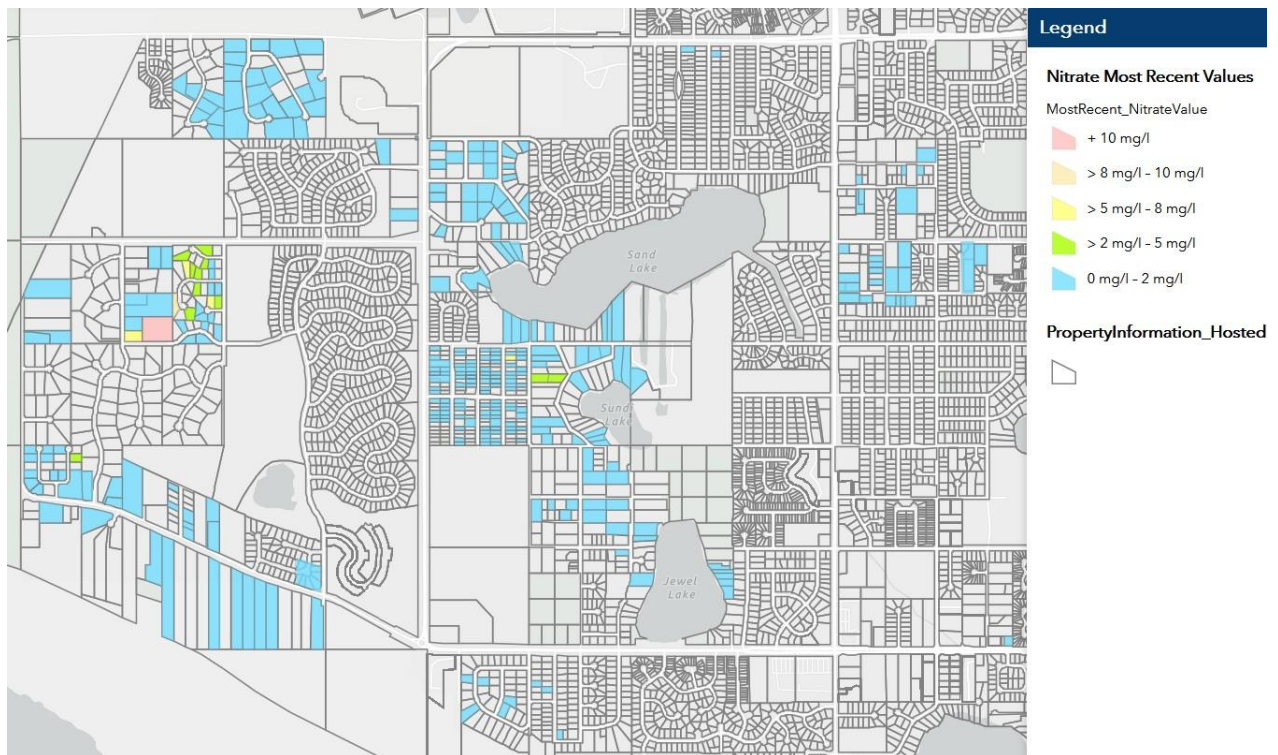 Legend
Nitrate Most Recent Values
MostRecent_NitrateValue
+ 10 mg/l
> 8 mg/l - 10 mg/l
> 5 mg/l - 8 mg/l
> 2 mg/l - 5 mg/l
0 mg/l - 2 mg/l
PropertyInformation_Hosted
Sand
Lake
Sundi
Lake
Jewel
Lake